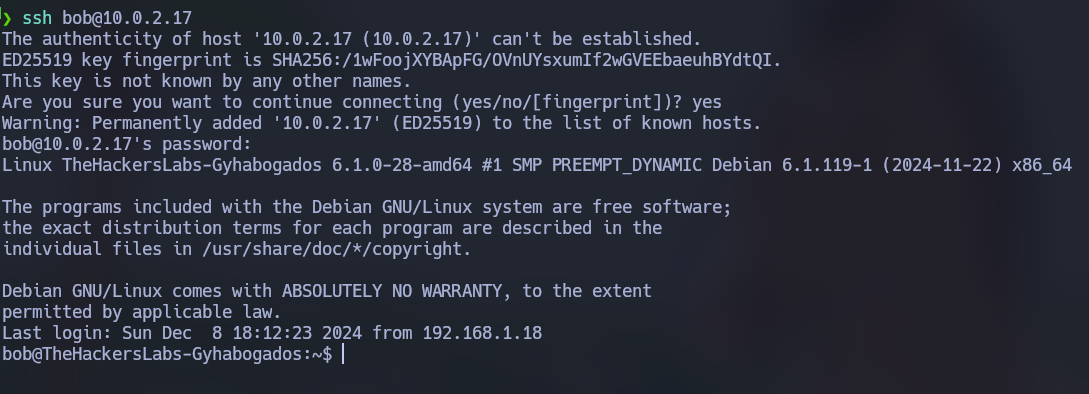 ❯ ssh bob@10.0.2.17
The authenticity of host '10.0.2.17 (10.0.2.17)' can't be established.
ED25519 key fingerprint is SHA256:/1wFoojXYBApFG/OVnUYsxumIf2wGVEEbaeuhBYdtQI.
This key is not known by any other names.
Are you sure you want to continue connecting (yes/no/[fingerprint])? yes
Warning: Permanently added '10.0.2.17' (ED25519) to the list of known hosts.
bob@10.0.2.17's password:
Linux TheHackersLabs-Gyhabogados 6.1.0-28-amd64 #1 SMP PREEMPT_DYNAMIC Debian 6.1.119-1 (2024-11-22) x86_64
The programs included with the Debian GNU/Linux system are free software;
the exact distribution terms for each program are described in the
individual files in /usr/share/doc/*/copyright.
Debian GNU/Linux comes with ABSOLUTELY NO WARRANTY, to the extent
permitted by applicable law.
Last login: Sun Dec  8 18:12:23 2024 from 192.168.1.18
bob@TheHackersLabs-Gyhabogados:~$